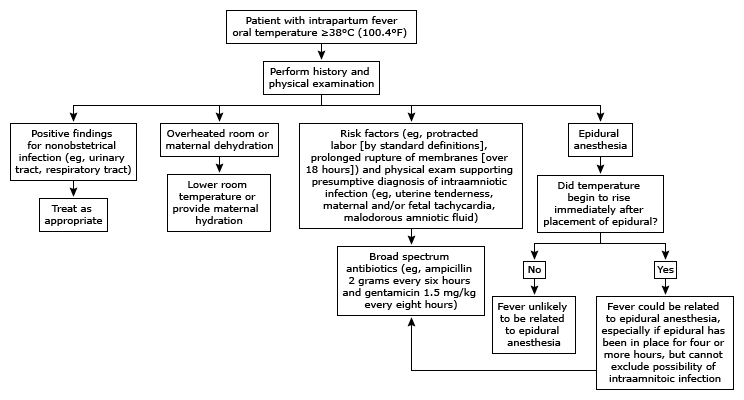 Patient with intrapartum fever
oral temperature ≥38°C (100.4°F)
Perform history and
physical examination
Positive findings
for nonobstetrical
infection (eg, urinary
tract, respiratory tract)
Treat as
appropriate
Overheated room or
maternal dehydration
Lower room
temperature or
provide maternal
hydration
Risk factors (eg, protracted
labor [by standard definitions],
prolonged rupture of membranes [over
18 hours]) and physical exam supporting
presumptive diagnosis of intraamniotic
infection (eg, uterine tenderness,
maternal and/or fetal tachycardia,
malodorous amniotic fluid)
Broad spectrum
antibiotics (eg, ampicillin
2 grams every six hours
and gentamicin 1.5 mg/kg
every eight hours)
Epidural
anesthesia
Did temperature
begin to rise
immediately after
placement of epidural?
No
Fever unlikely
to be related
to epidural
anesthesia
Yes
Fever could be related
to epidural anesthesia,
especially if epidural has
been in place for four or
more hours, but cannot
exclude possibility of
intraamnitoic infection